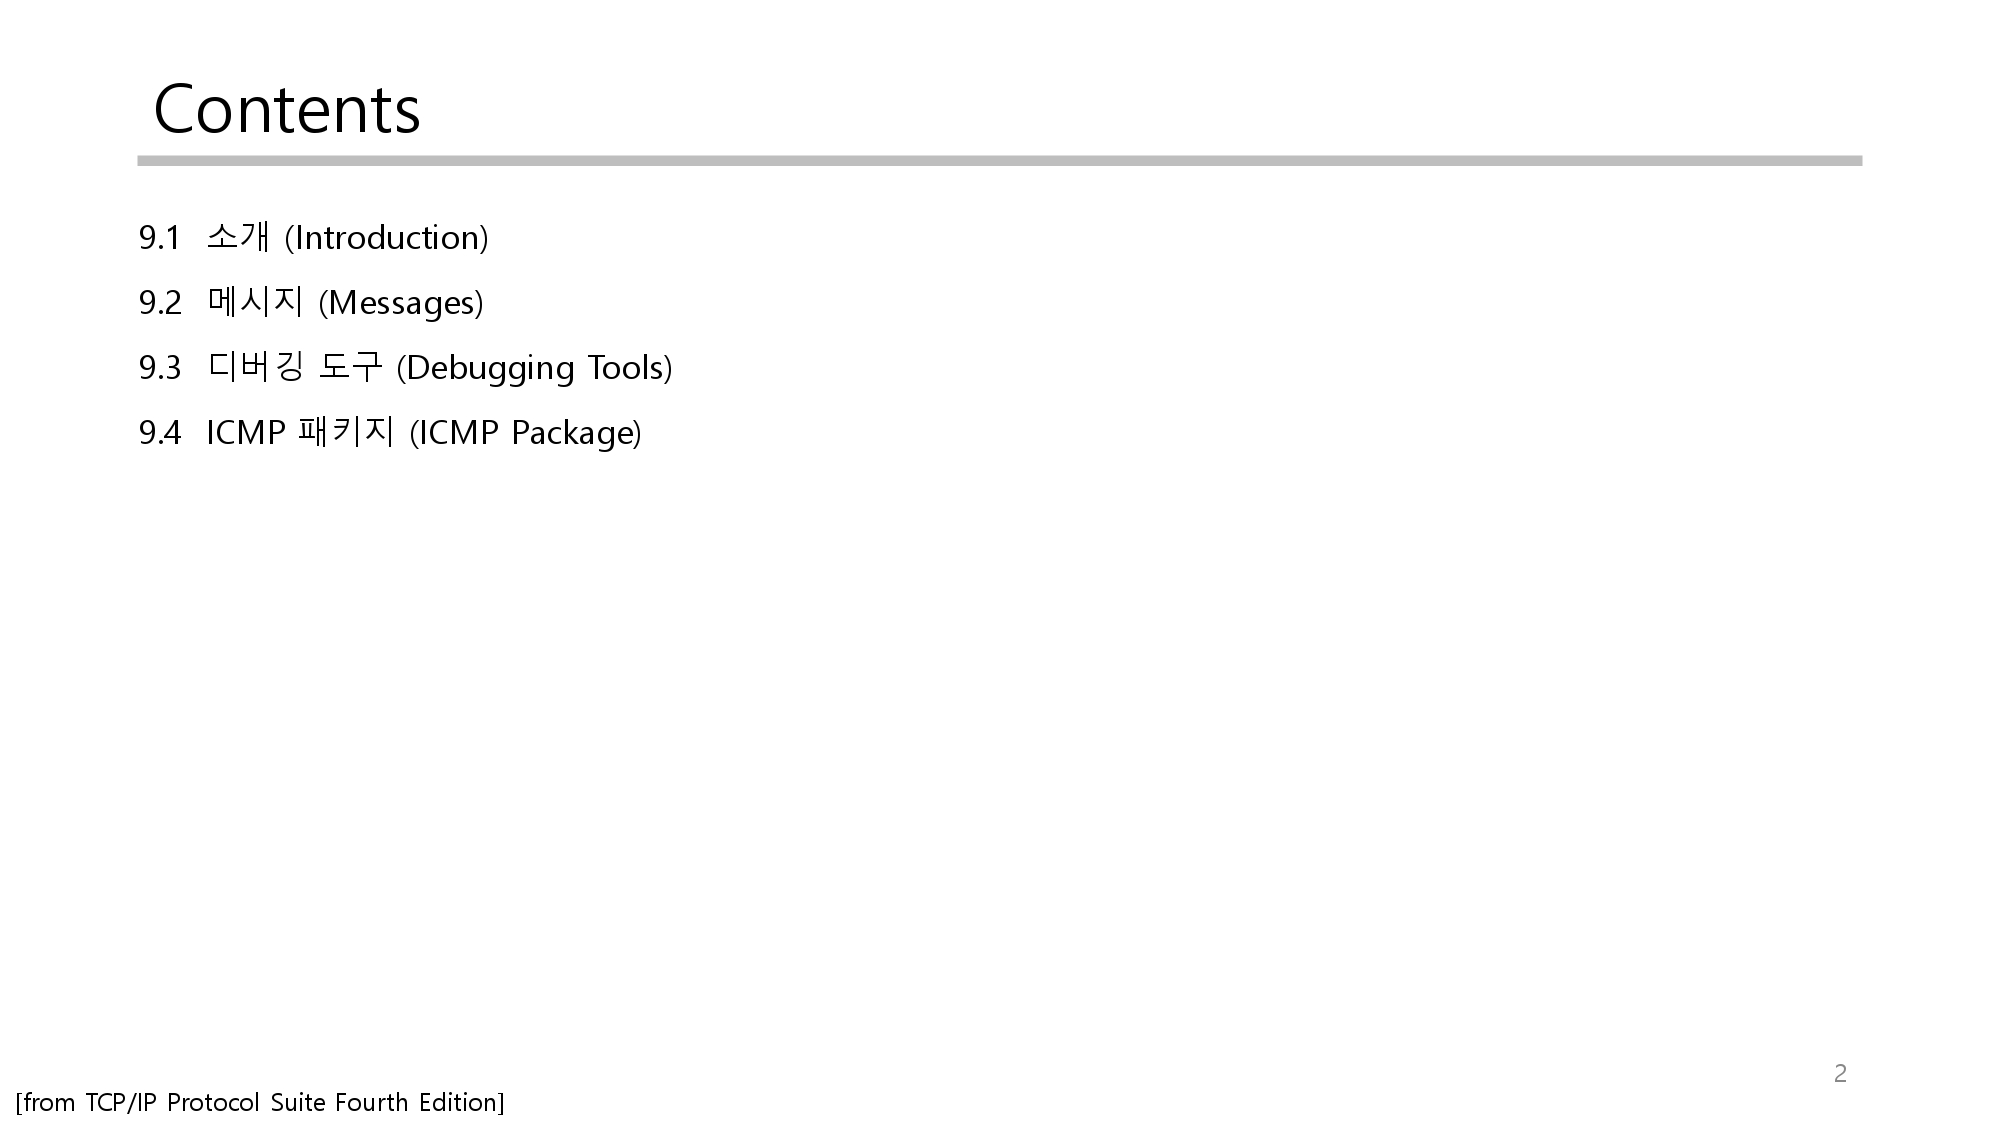 Contents
9.1 소개 (Introduction)
9.2 메시지 (Messages)
9.3 디버깅 도구 (Debugging Tools)
9.4 ICMP 패키지 (ICMP Package)
2
[from TCP/IP Protocol Suite Fourth Edition]